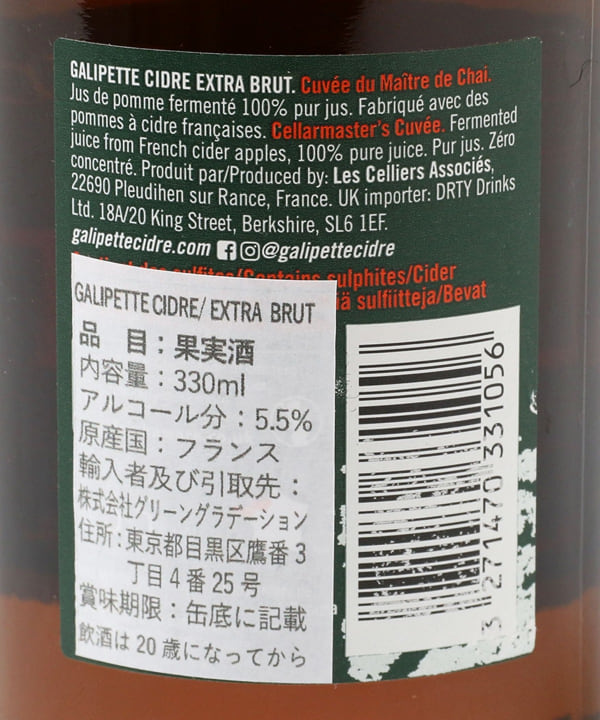 GALIPETTE CIDRE EXTRA BRUT. Cuvée du Maître de Chai.
Jus de pomme fermenté 100% pur jus. Fabriqué avec des
pommes à cidre françaises. Cellarmaster's Cuvée. Fermented
juice from French cider apples, 100% pure juice. Pur jus. Zéro
concentré. Produit par/Produced by: Les Celliers Associés,
22690 Pleudihen sur Rance, France. UK importer: DRTY Drinks
Ltd. 18A/20 King Street, Berkshire, SL6 1EF.
galipettecidre.com @galipettecidre
sulfites/Contains sulphites/Cider
sulfiitteja/Bevat
GALIPETTE CIDRE/ EXTRA BRUT
品 目：果実酒
内容量：330ml
アルコール分：5.5%
原産国：フランス
輸入者及び引取先：
株式会社グリーングラデーション
住所：東京都目黒区鷹番3
丁目4番25号
賞味期限：缶底に記載
飲酒は20歳になってから
3 271470 331056